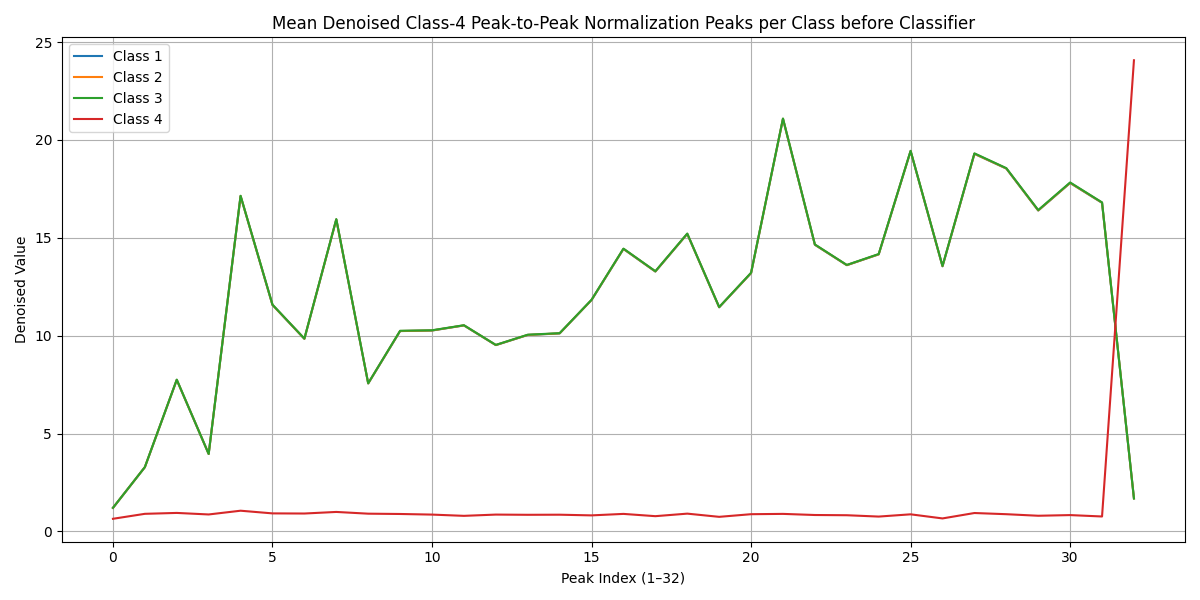 Mean Denoised Class-4 Peak-to-Peak Normalization Peaks per Class before Classifier
Class 1
Class 2
Class 3
Class 4
Denoised Value
25
20
15
10
5
0
0 5 10 15 20 25 30
Peak Index (1–32)